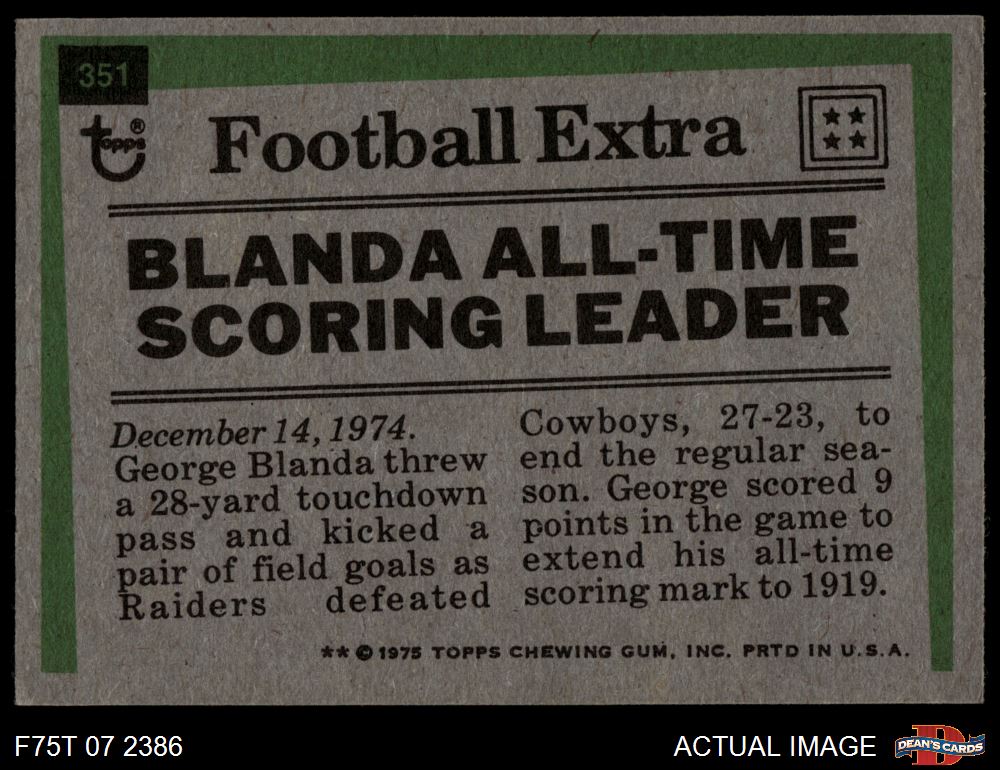 351
topps®
Football Extra
BLANDA ALL-TIME
SCORING LEADER
December 14, 1974.
George Blanda threw
a 28-yard touchdown
pass and kicked a
pair of field goals as
Raiders defeated
Cowboys, 27-23, to
end the regular sea-
son. George scored 9
points in the game to
extend his all-time
scoring mark to 1919.
** © 1975 TOPPS CHEWING GUM, INC. PRTD IN U.S.A.
F75T 07 2386
ACTUAL IMAGE
DEAN'S CARDS